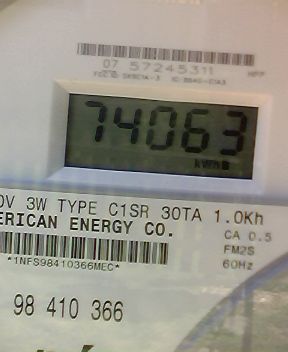 07 57245311
74063
kWhs
0V 3W TYPE C1SR 30TA 1.0Kh
ERICAN ENERGY CO.
CA 0.5
FM2S
*1NFS98410366MEC*
60Hz
98 410 366